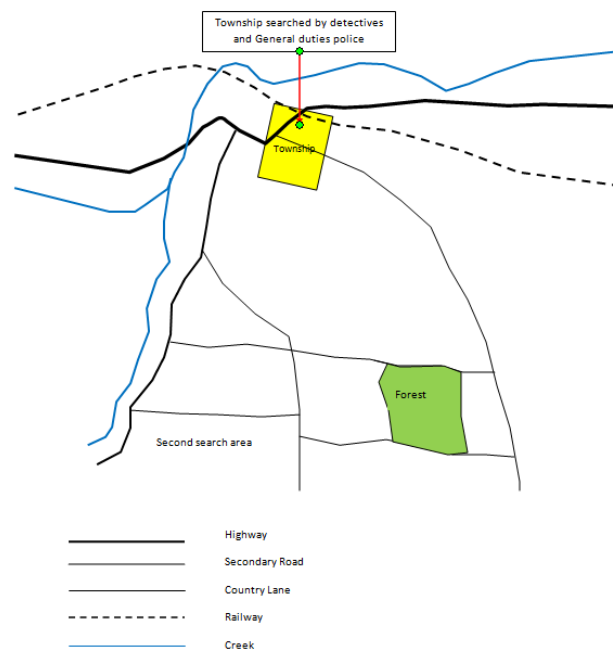 Township searched by detectives
and General duties police
Township
Forest
Second search area
Highway
Secondary Road
Country Lane
Railway
Creek